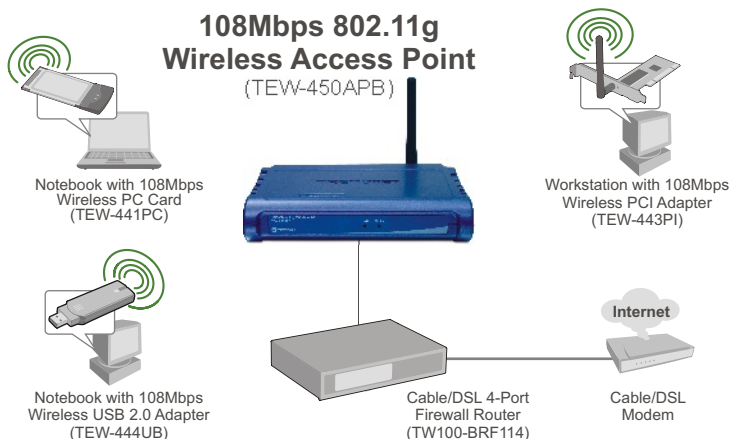 108Mbps 802.11g
Wireless Access Point
(TEW-450APB)
Notebook with 108Mbps
Wireless PC Card
(TEW-441PC)
Workstation with 108Mbps
Wireless PCI Adapter
(TEW-443PI)
Notebook with 108Mbps
Wireless USB 2.0 Adapter
(TEW-444UB)
Cable/DSL 4-Port
Firewall Router
(TW100-BRF114)
Internet
Cable/DSL
Modem